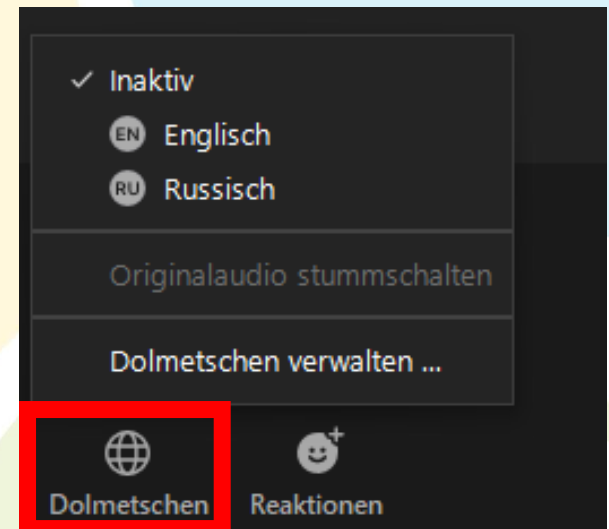 Inaktiv
EN Englisch
RU Russisch
Originalaudio stummschalten
Dolmetschen verwalten ...
Dolmetschen Reaktionen